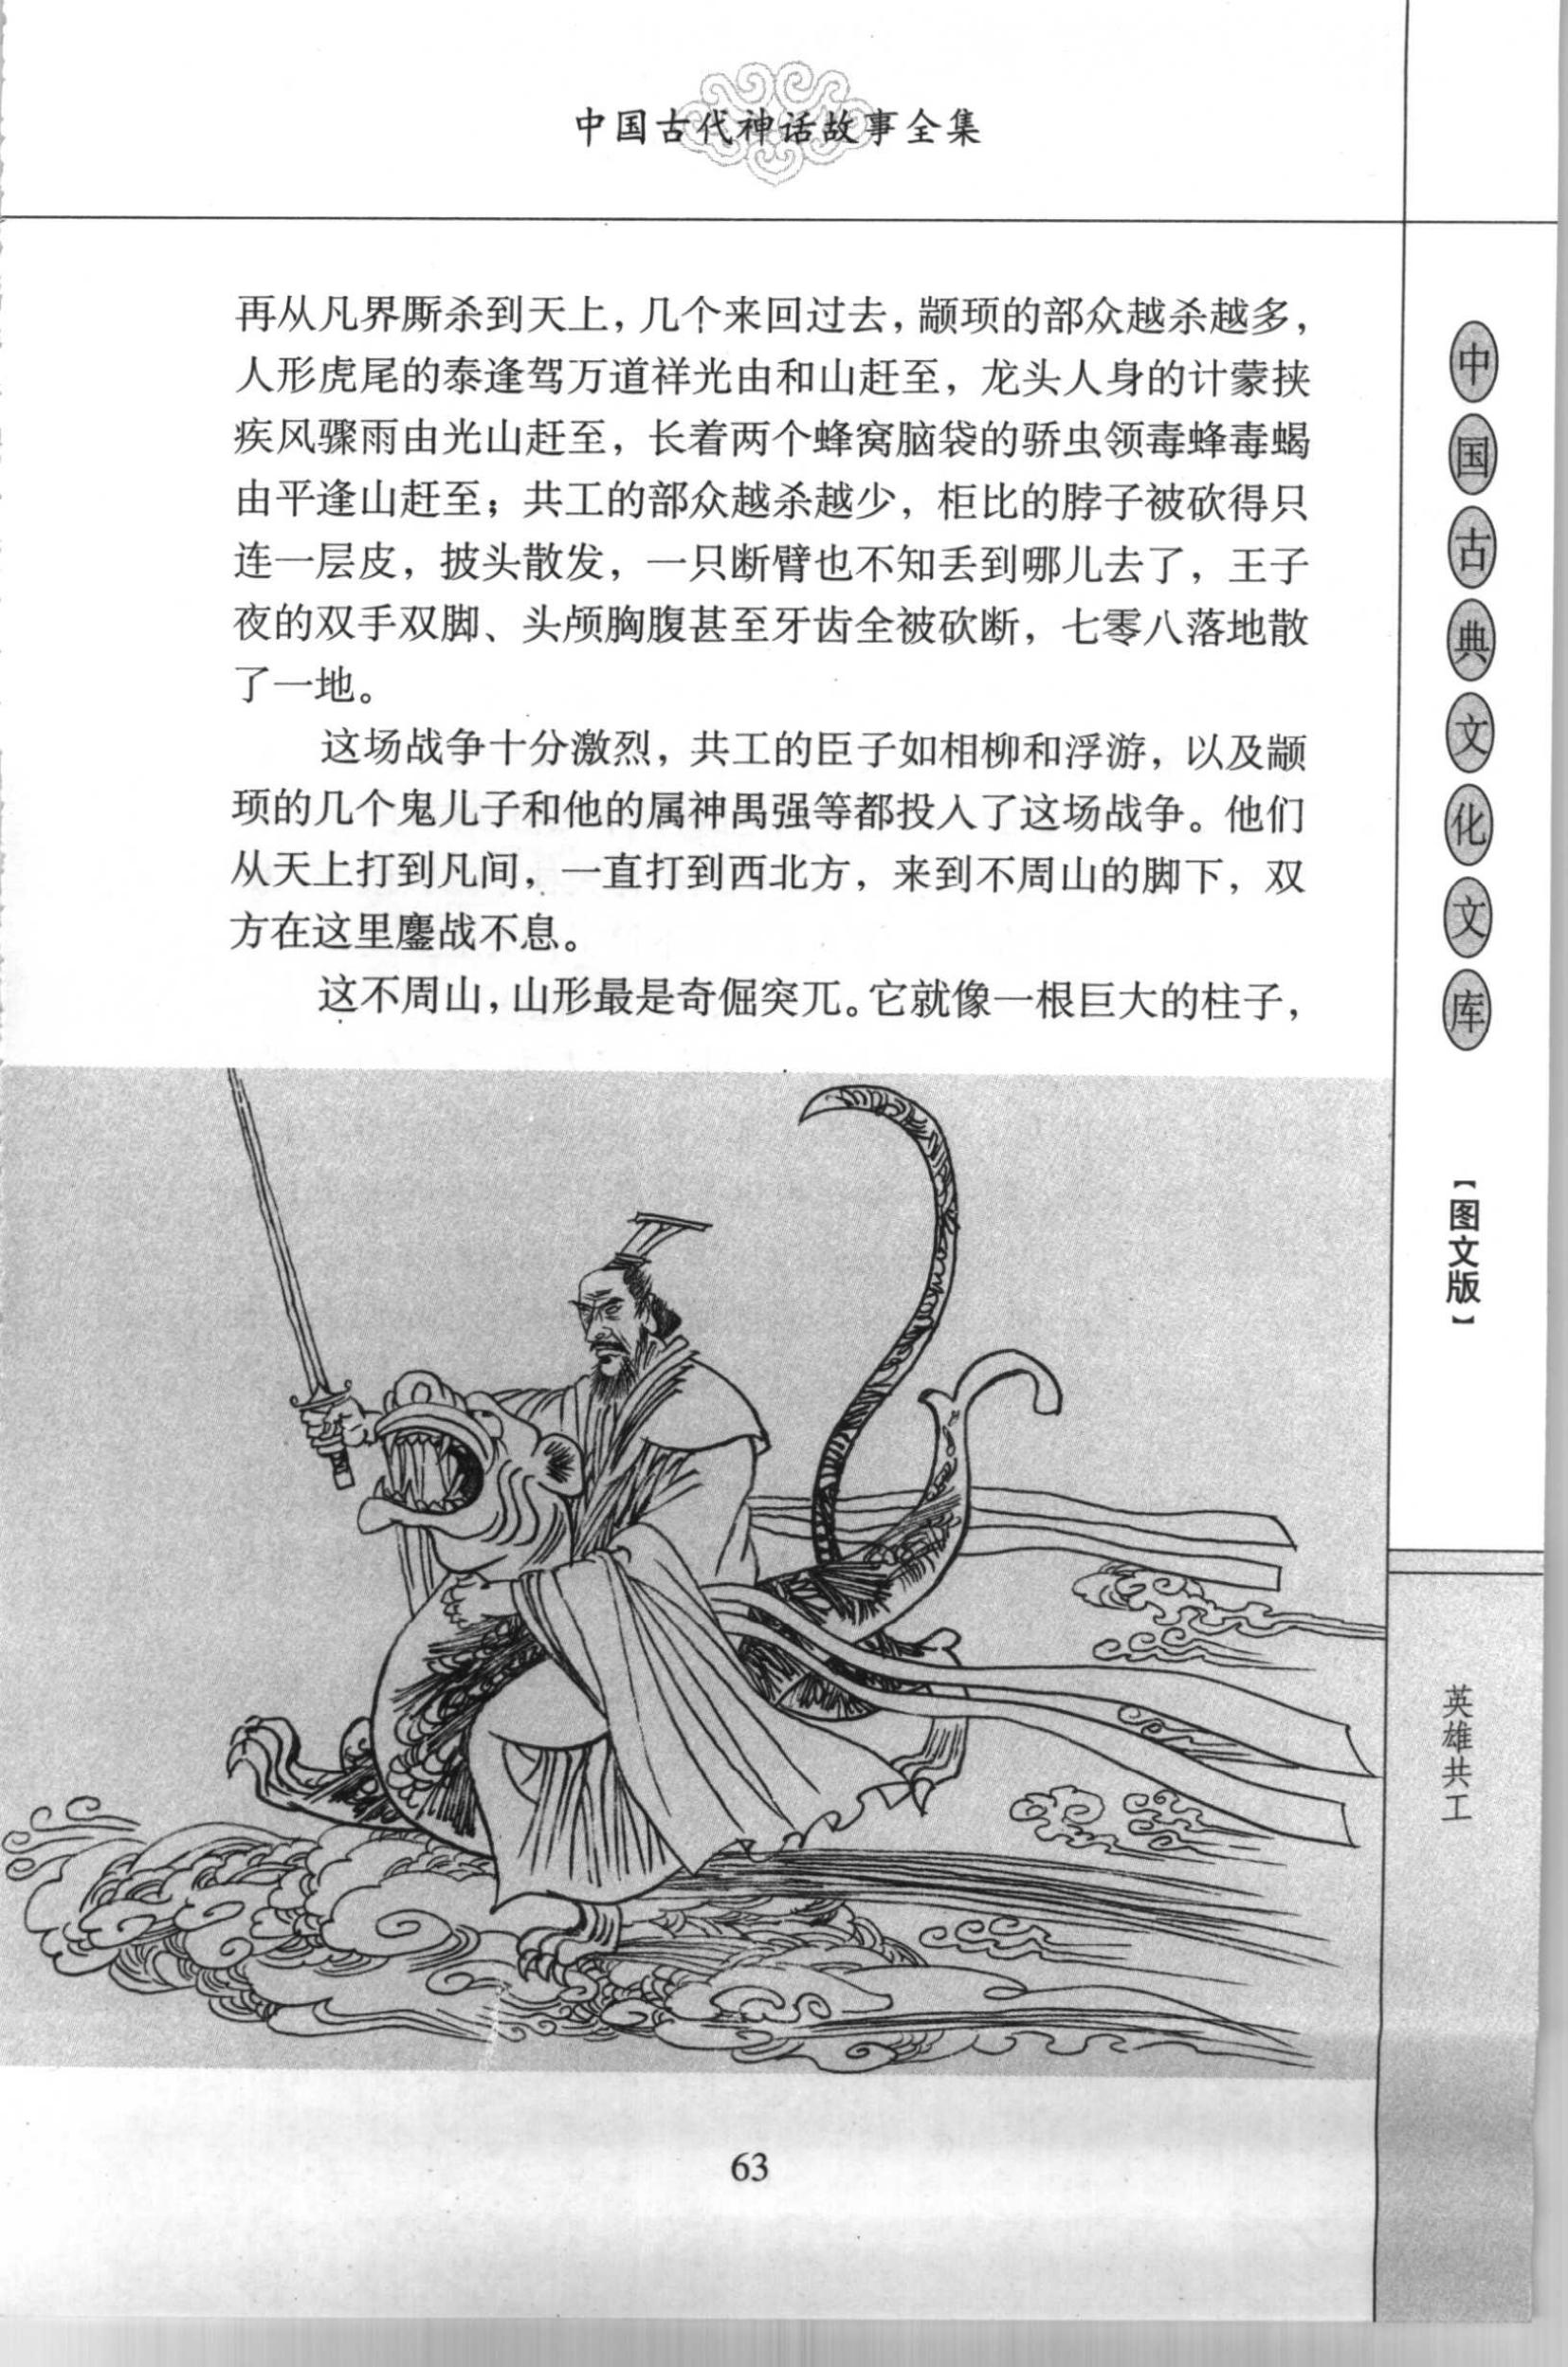 中国古代神话故事全集
再从凡界厮杀到天上，几个来回过去，颛顼的部众越杀越多，
人形虎尾的泰逢驾万道祥光由和山赶至，龙头人身的计蒙挟
疾风骤雨由光山赶至，长着两个蜂窝脑袋的骄虫领毒蜂毒蝎
由平逢山赶至；共工的部众越杀越少，柜比的脖子被砍得只
连一层皮，披头散发，一只断臂也不知丢到哪儿去了，王子
夜的双手双脚、头颅胸腹甚至牙齿全被砍断，七零八落地散
了一地。
这场战争十分激烈，共工的臣子如相柳和浮游，以及颛
顼的几个鬼儿子和他的属神禺强等都投入了这场战争。他们
从天上打到凡间，一直打到西北方，来到不周山的脚下，双
方在这里鏖战不息。
这不周山，山形最是奇倔突兀。它就像一根巨大的柱子，
中国古典文化文库
【图文版】
英雄共工
63